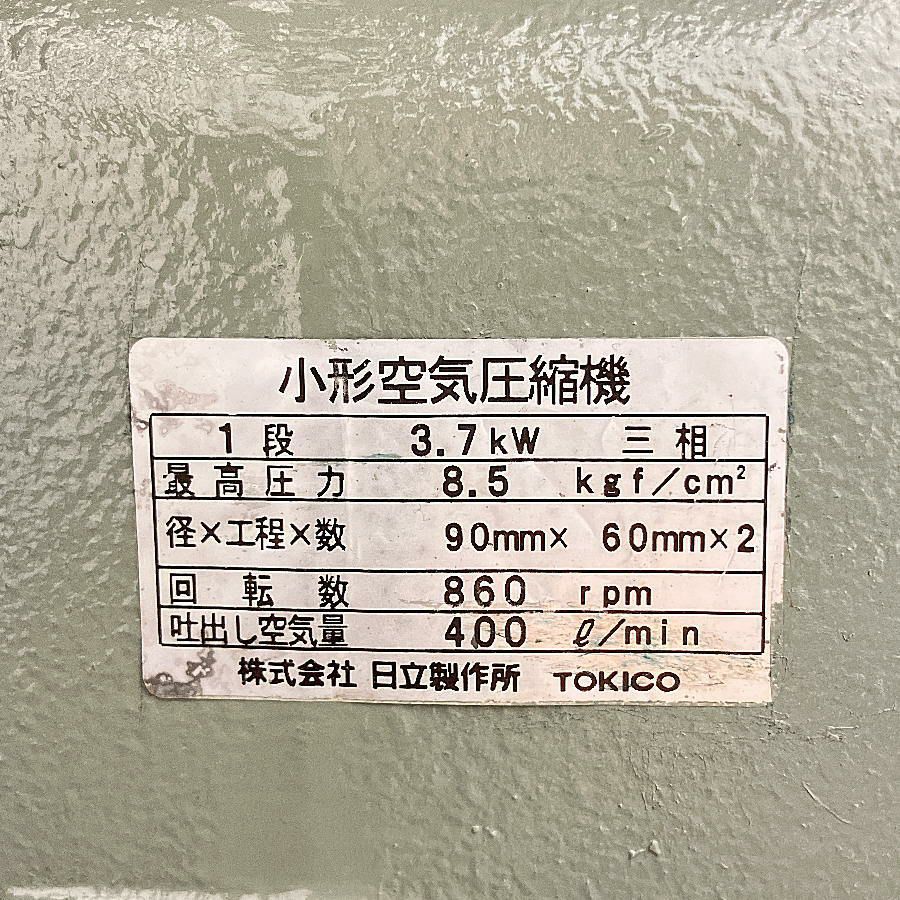 小形空気圧縮機
1段 3.7kW 三相
最高圧力 8.5 kgf/cm²
径×工程×数 90mm× 60mm×2
回転数 860 rpm
吐出し空気量 400 ℓ/min
株式会社 日立製作所 TOKICO